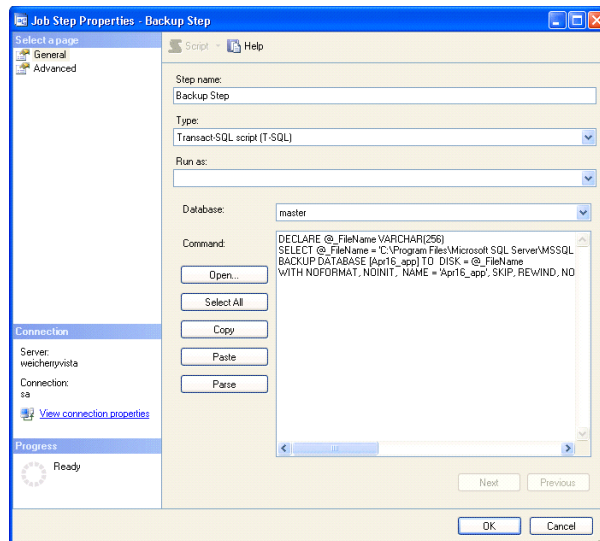 Job Step Properties - Backup Step
Select a page
General
Advanced
Script
Help
Step name:
Backup Step
Type:
Transact-SQL script (T-SQL)
Run as:
Database:
master
Command:
DECLARE @_FileName VARCHAR(256)
SELECT @_FileName = 'C:\Program Files\Microsoft SQL Server\MSSQL
BACKUP DATABASE [Apr16_app] TO DISK = @_FileName
WITH NOFORMAT, NOINIT, NAME = 'Apr16_app', SKIP, REWIND, NO
Open...
Select All
Copy
Paste
Parse
Connection
Server:
weicherryvista
Connection:
sa
View connection properties
Progress
Ready
Next
Previous
OK
Cancel